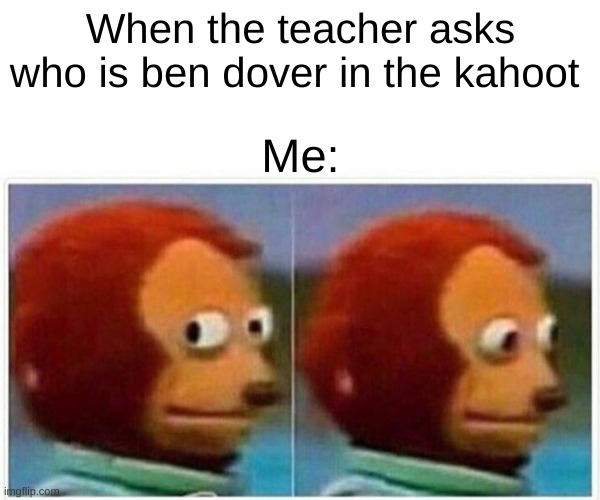 When the teacher asks
who is ben dover in the kahoot
Me:
imgflip.com